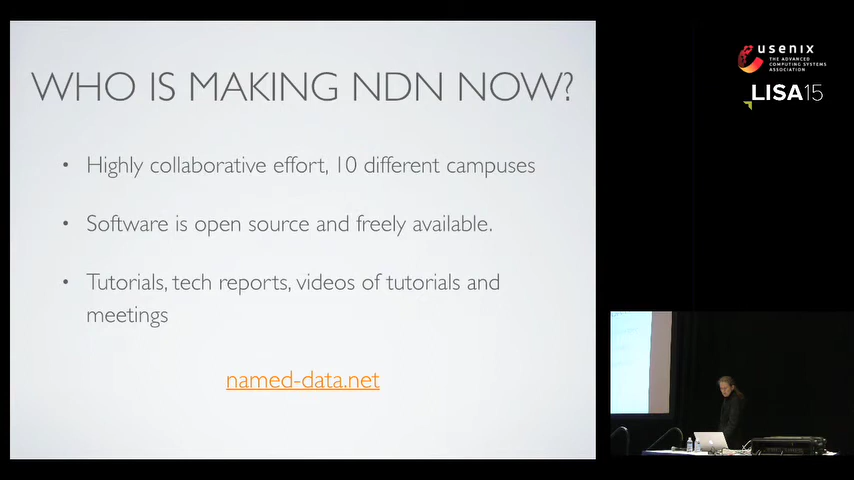 WHO IS MAKING NDN NOW?
• Highly collaborative effort, 10 different campuses
• Software is open source and freely available.
• Tutorials, tech reports, videos of tutorials and
meetings
named-data.net
usenix
THE ADVANCED
COMPUTING SYSTEMS
ASSOCIATION
LISA15